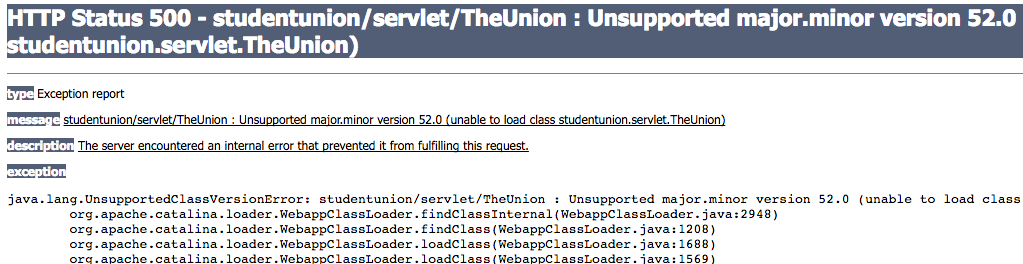 HTTP Status 500 - studentunion/servlet/TheUnion : Unsupported major.minor version 52.0
studentunion.servlet.TheUnion)
type Exception report
message studentunion/servlet/TheUnion : Unsupported major.minor version 52.0 (unable to load class studentunion.servlet.TheUnion)
description The server encountered an internal error that prevented it from fulfilling this request.
exception
java.lang.UnsupportedClassVersionError: studentunion/servlet/TheUnion : Unsupported major.minor version 52.0 (unable to load class
org.apache.catalina.loader.WebappClassLoader.findClassInternal(WebappClassLoader.java:2948)
org.apache.catalina.loader.WebappClassLoader.findClass(WebappClassLoader.java:1208)
org.apache.catalina.loader.WebappClassLoader.loadClass(WebappClassLoader.java:1688)
org.apache.catalina.loader.WebappClassLoader.loadClass(WebappClassLoader.java:1569)